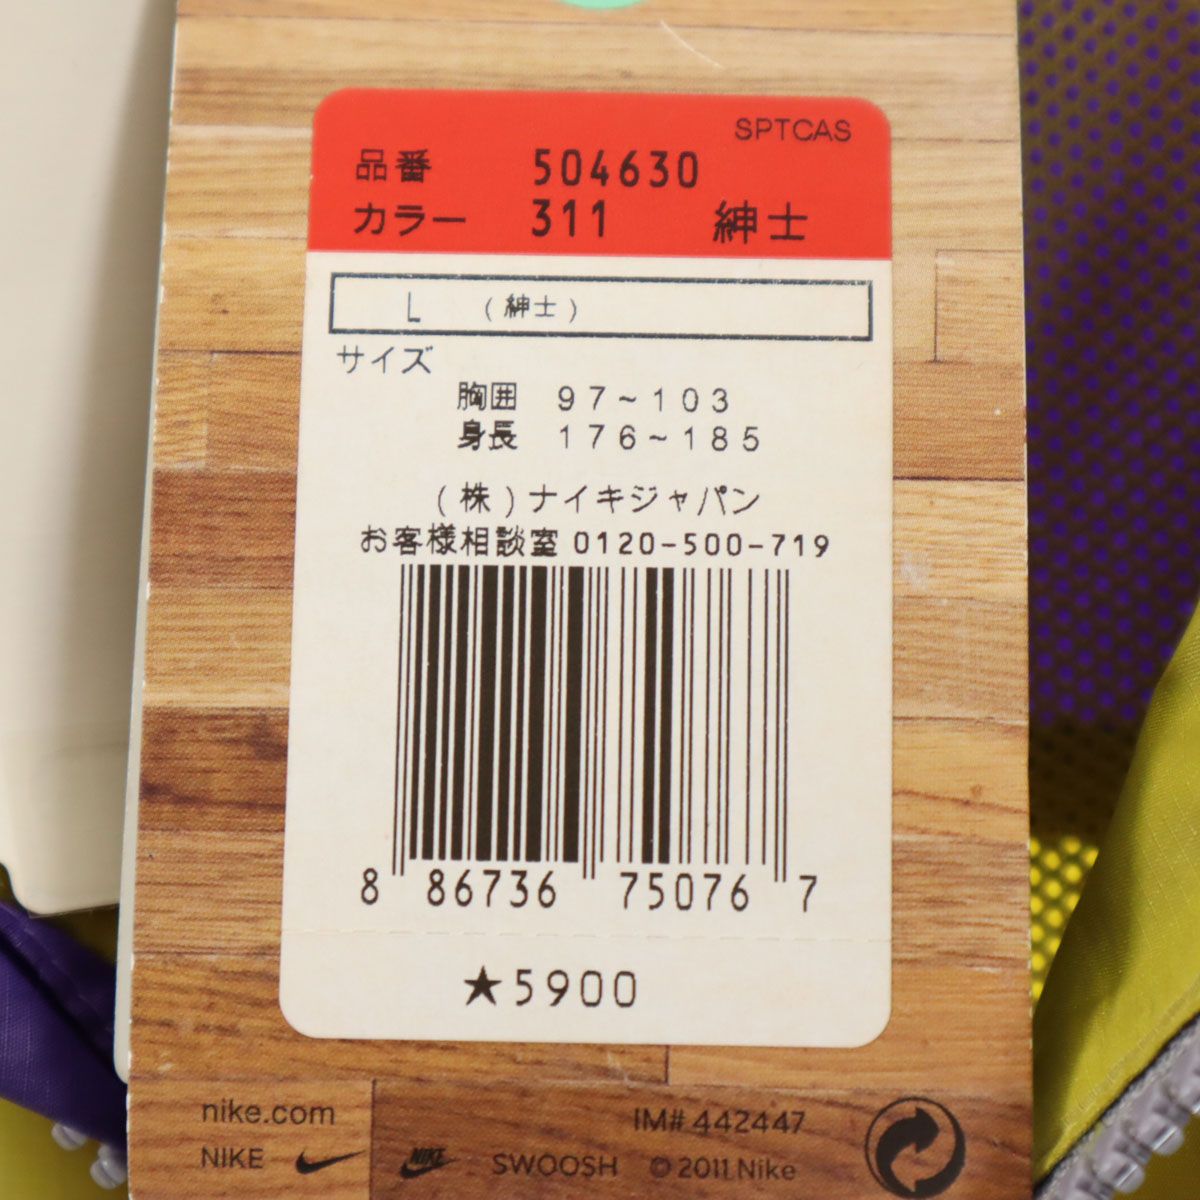 SPTCAS
品番 504630
カラー 311 紳士
L (紳士)
サイズ
胸囲 97~103
身長 176~185
(株)ナイキジャパン
お客様相談室 0120-500-719
8 86736 75076 7
★5900
nike.com IM# 442447
NIKE NIKE SWOOSH © 2011 Nike